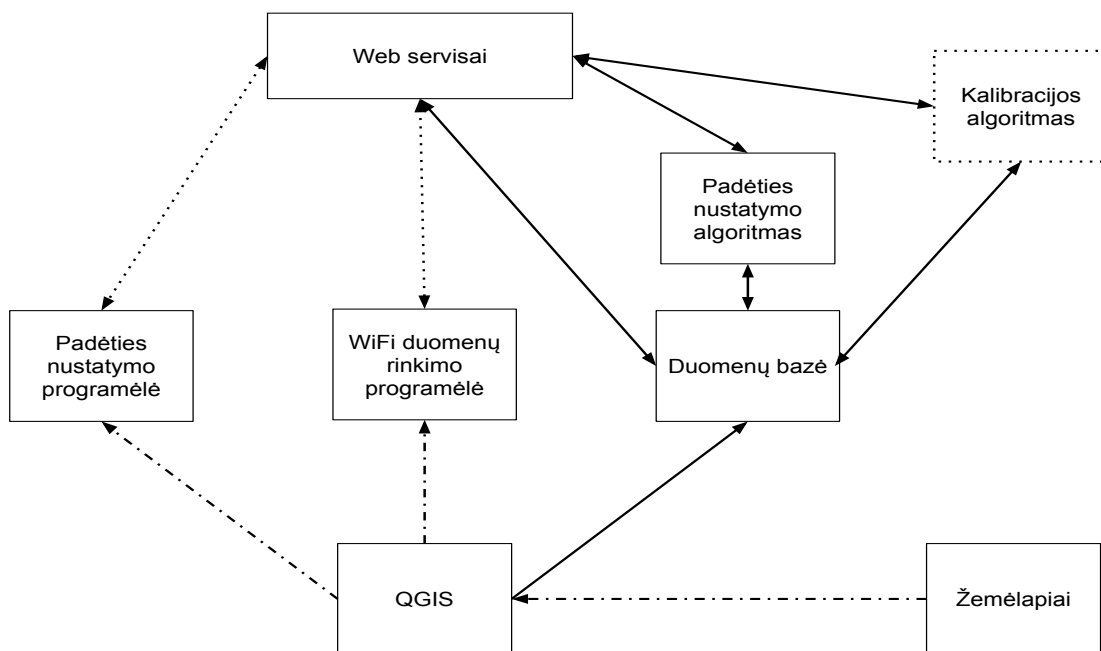 Web servisai
Kalibracijos
algoritmas
Padėties
nustatymo
algoritmas
Padėties
nustatymo
programėlė
WiFi duomenų
rinkimo
programėlė
Duomenų bazė
QGIS
Žemėlapiai